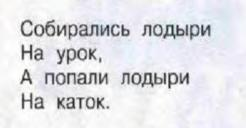 Собирались лодыри
На урок,
А попали лодыри
На каток.